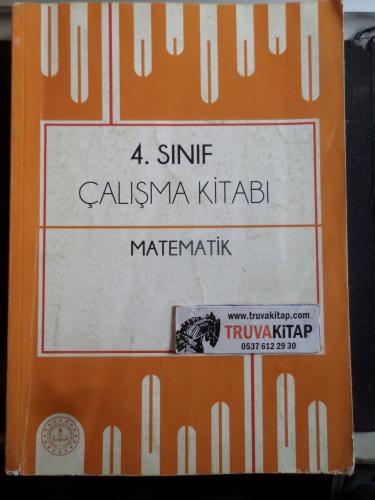 4. SINIF
ÇALIŞMA KİTABI
MATEMATİK
www.truvakitap.com
TRUVAKiTAP
0537 612 29 30